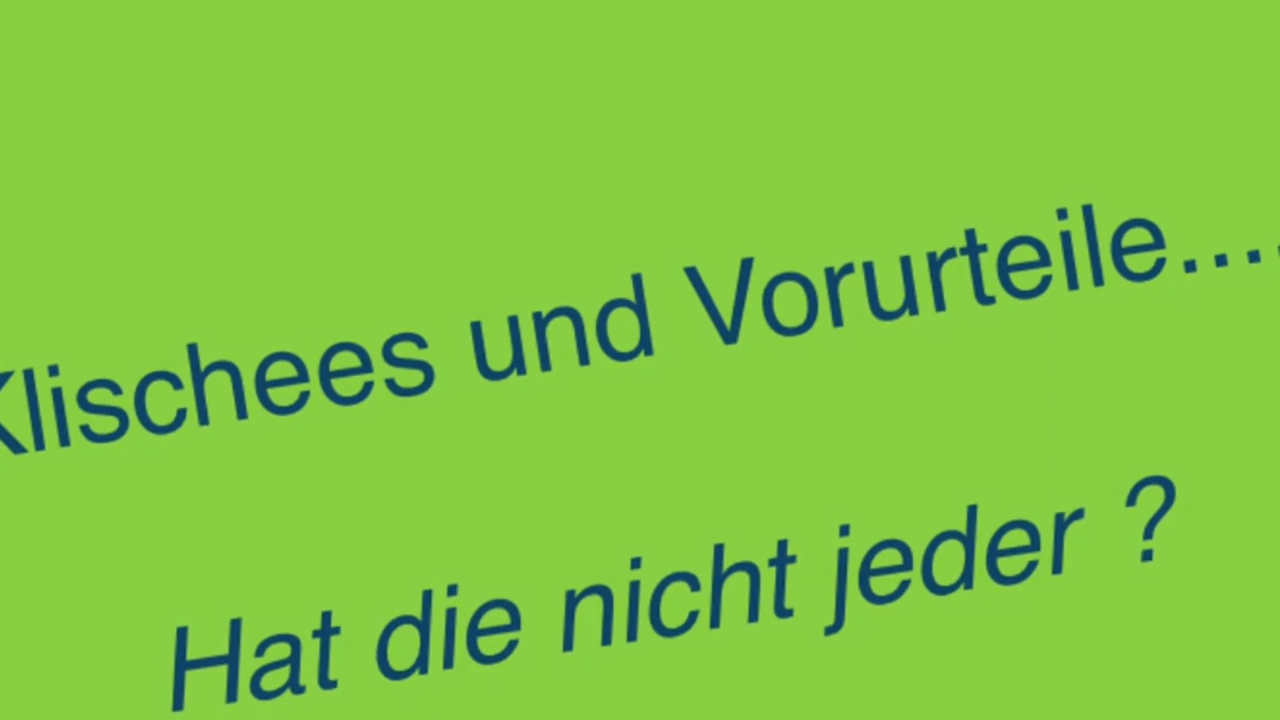 Klischees und Vorurteile....
Hat die nicht jeder ?